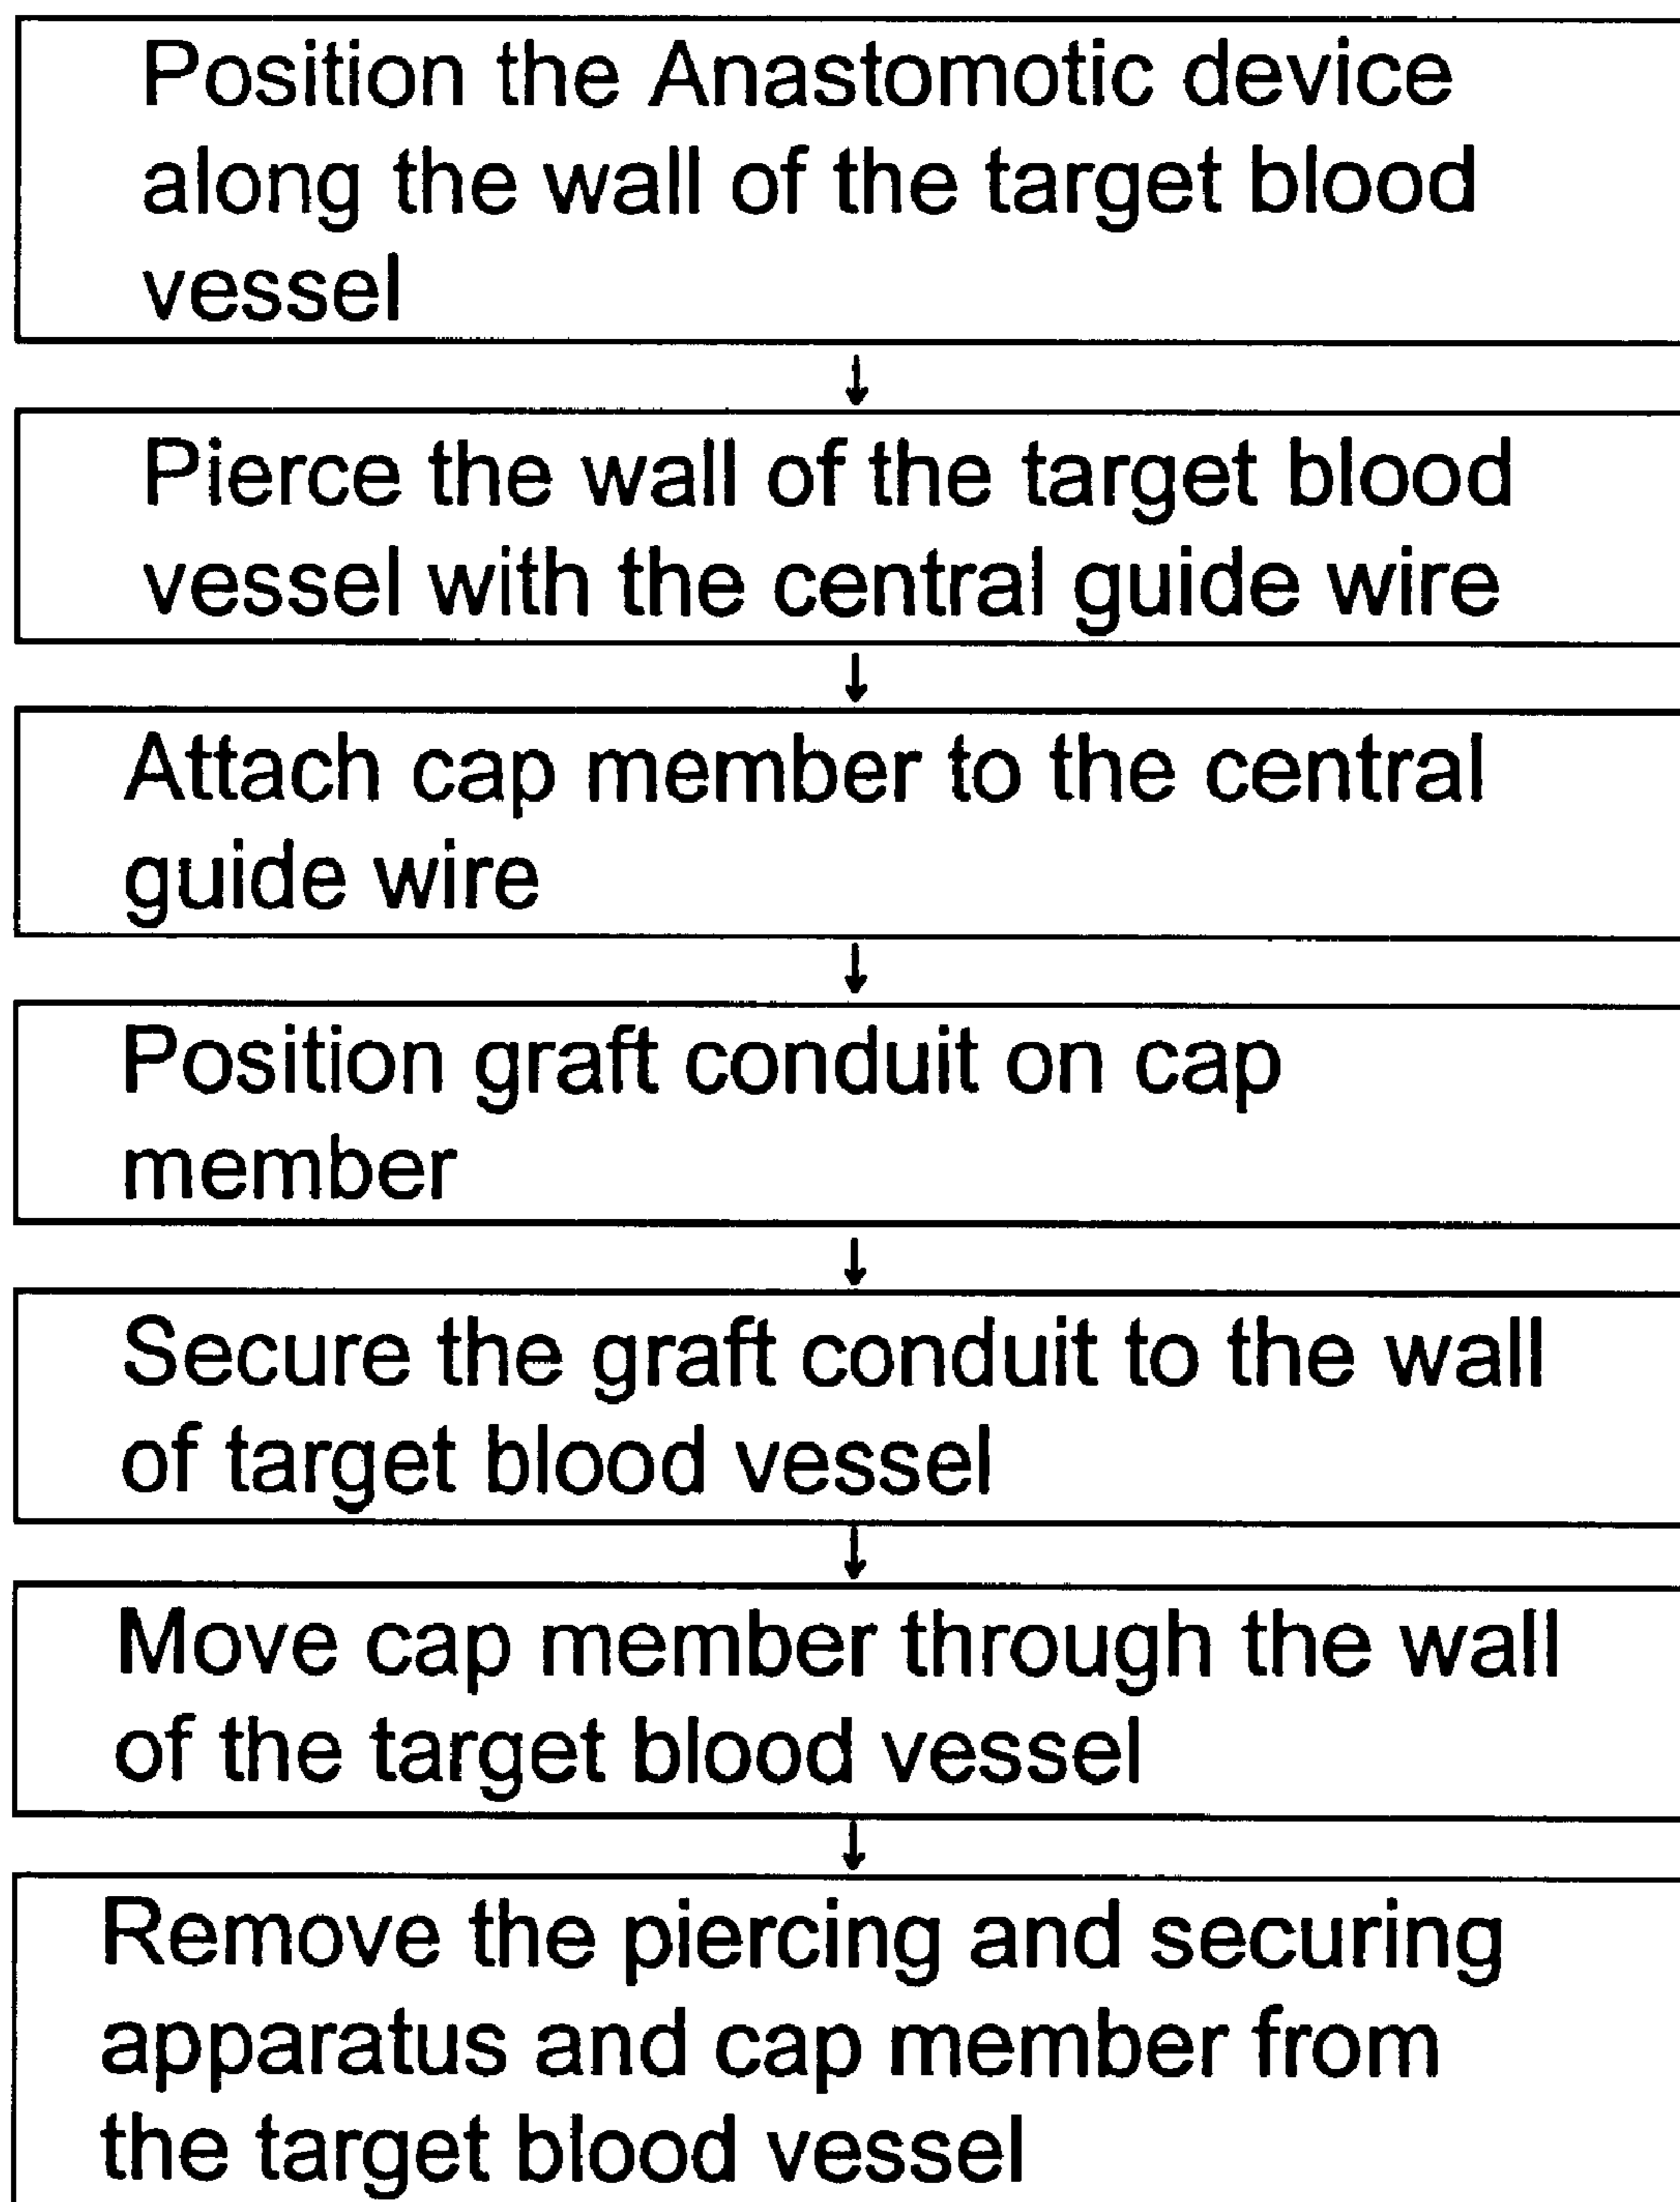 Position the Anastomotic device
along the wall of the target blood
vessel
Pierce the wall of the target blood
vessel with the central guide wire
Attach cap member to the central
guide wire
Position graft conduit on cap
member
Secure the graft conduit to the wall
of target blood vessel
Move cap member through the wall
of the target blood vessel
Remove the piercing and securing
apparatus and cap member from
the target blood vessel